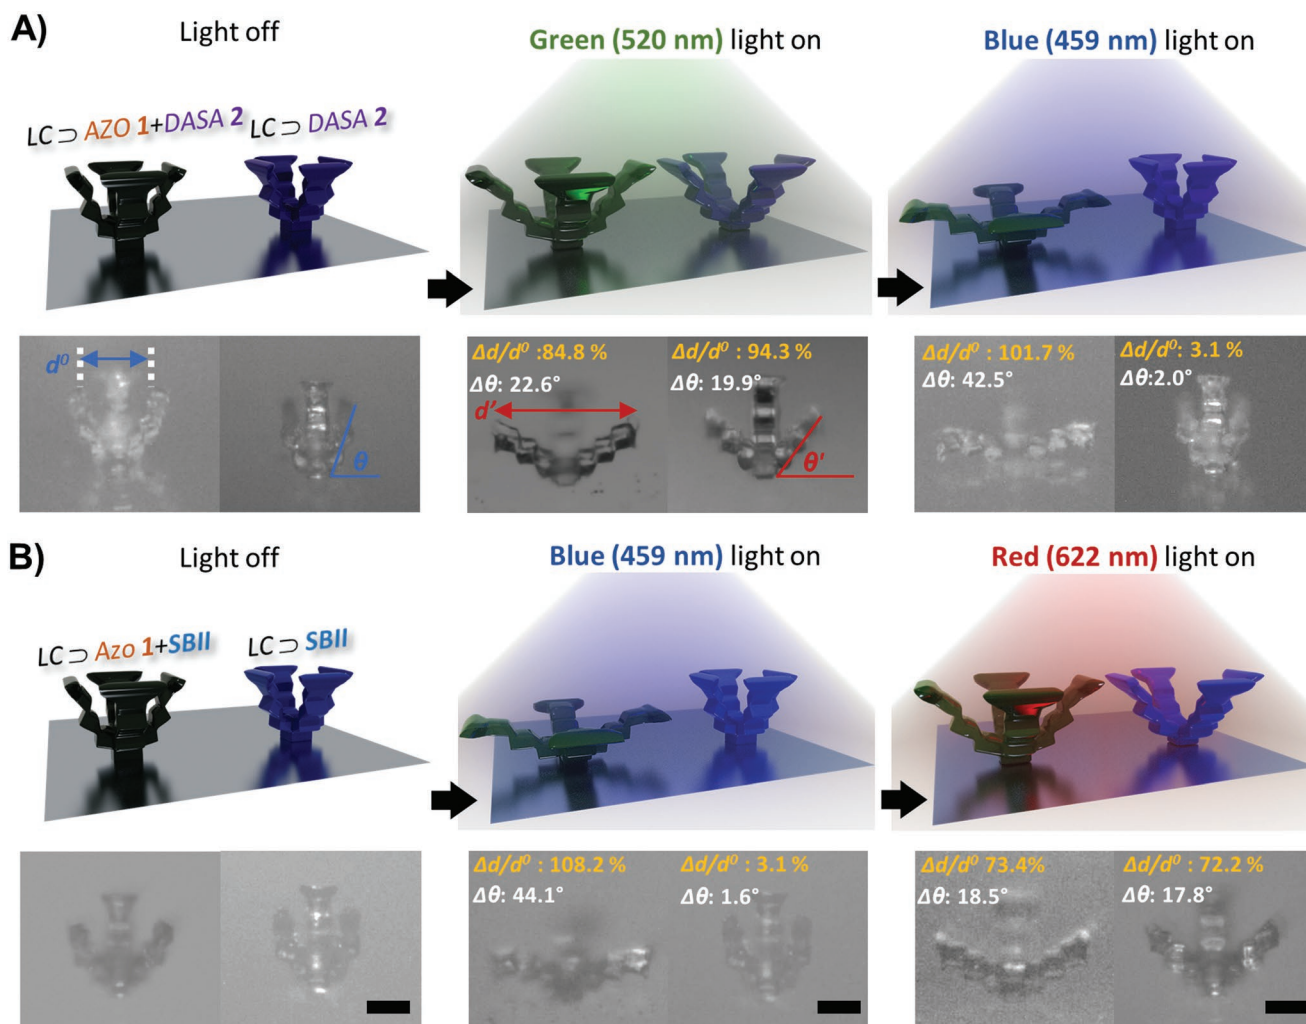 A)
Light off
Green (520 nm) light on
Blue (459 nm) light on
LC ⊃ AZO 1+DASA 2
LC ⊃ DASA 2
d⁰
θ
Δd/d⁰ :84.8 %
Δθ: 22.6°
d'
Δd/d⁰ : 94.3%
Δθ: 19.9°
θ'
Δd/d⁰ : 101.7 %
Δθ: 42.5°
Δd/d⁰: 3.1 %
Δθ:2.0°
B)
Light off
Blue (459 nm) light on
Red (622 nm) light on
LC ⊃ Azo 1+SBII
LC ⊃ SBII
Δd/d⁰ : 108.2 %
Δθ: 44.1°
Δd/d⁰ : 3.1%
Δθ: 1.6°
Δd/d⁰ 73.4%
Δθ: 18.5°
Δd/d⁰ : 72.2 %
Δθ: 17.8°